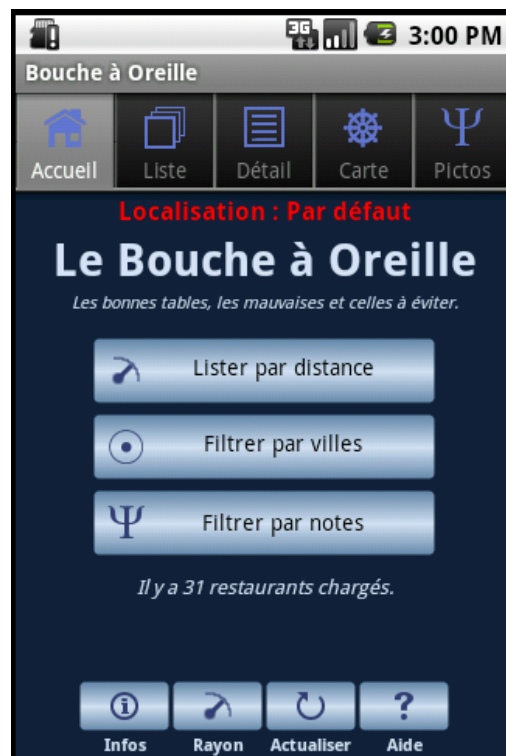 3G 3:00 PM
Bouche à Oreille
Accueil Liste Détail Carte Pictos
Localisation : Par défaut
Le Bouche à Oreille
Les bonnes tables, les mauvaises et celles à éviter.
Lister par distance
Filtrer par villes
Ψ Filtrer par notes
Il y a 31 restaurants chargés.
Infos Rayon Actualiser Aide